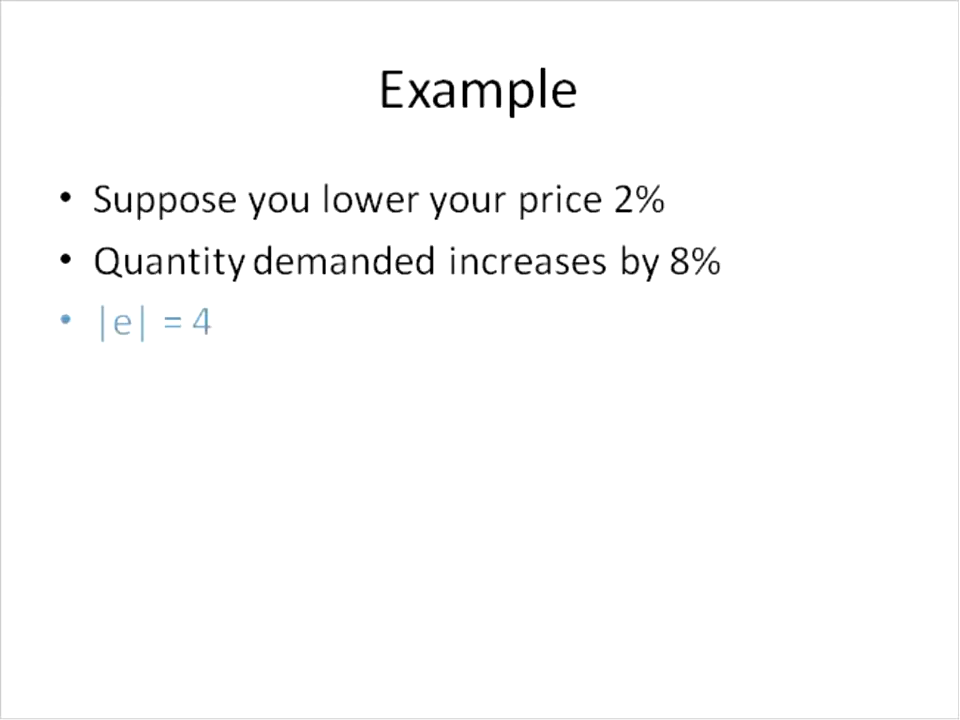 Example
• Suppose you lower your price 2%
• Quantity demanded increases by 8%
• |e| = 4